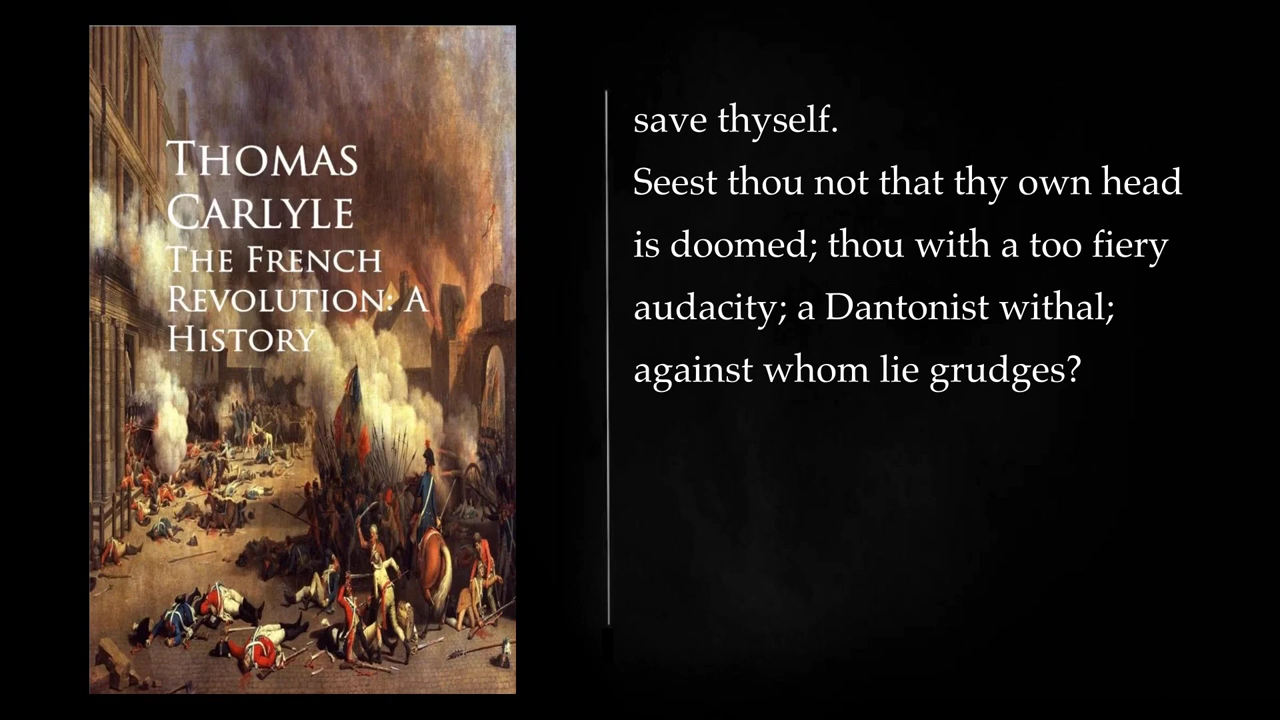 THOMAS
CARLYLE
THE FRENCH
REVOLUTION: A
HISTORY
save thyself.
Seest thou not that thy own head
is doomed; thou with a too fiery
audacity; a Dantonist withal;
against whom lie grudges?